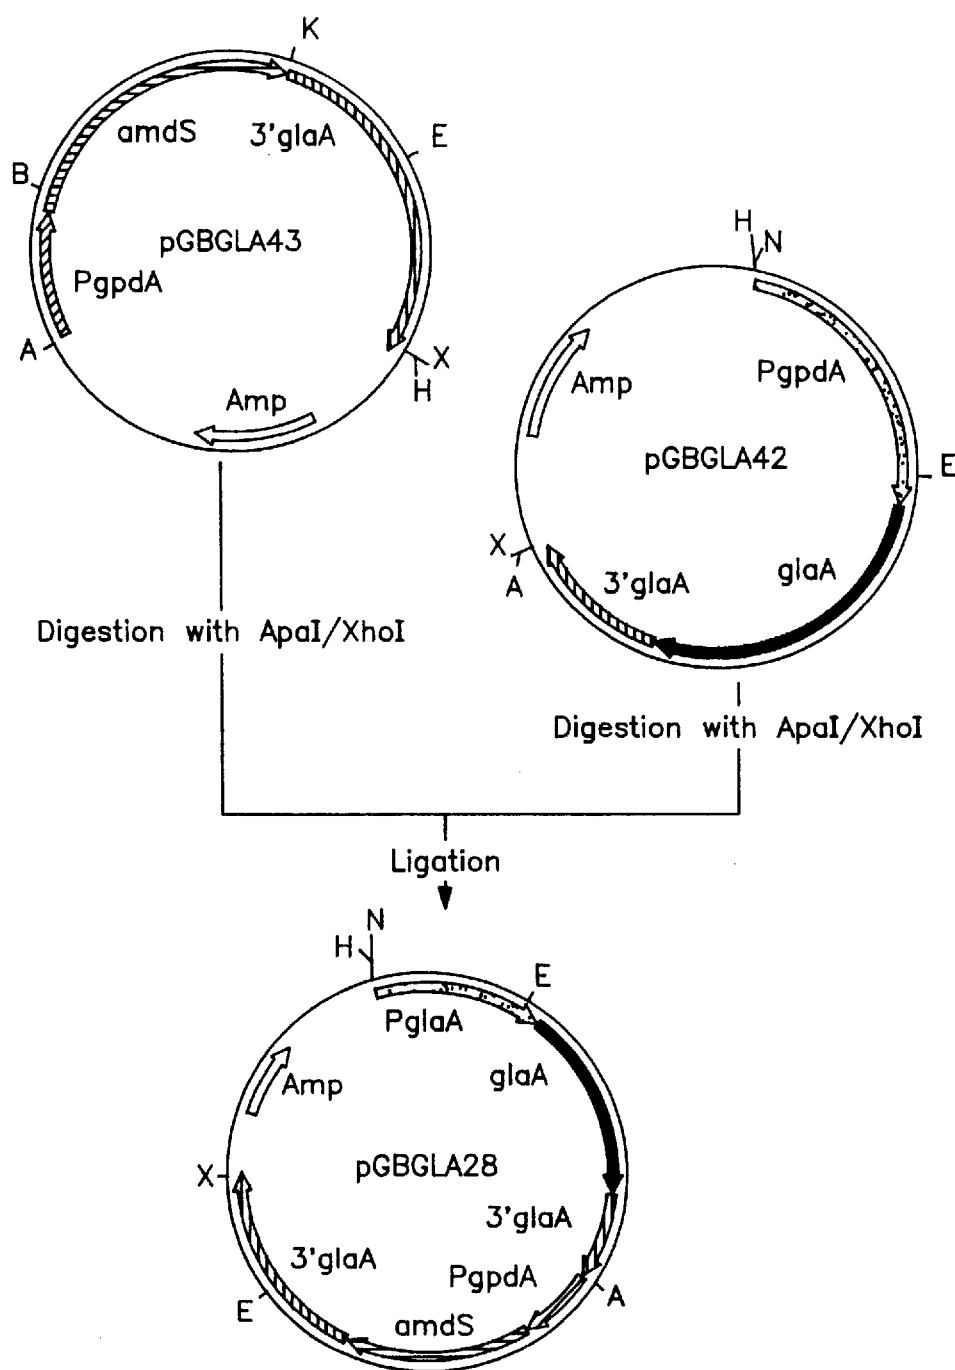 K
amdS
3'glaA
E
B
pGBGLA43
PgpdA
A
X
H
Amp
H
N
PgpdA
Amp
pGBGLA42
E
X
A
3'glaA
glaA
Digestion with ApaI/XhoI
Digestion with ApaI/XhoI
Ligation
N
H
E
PglaA
glaA
Amp
X
pGBGLA28
3'glaA
3'glaA
PgpdA
A
E
amdS